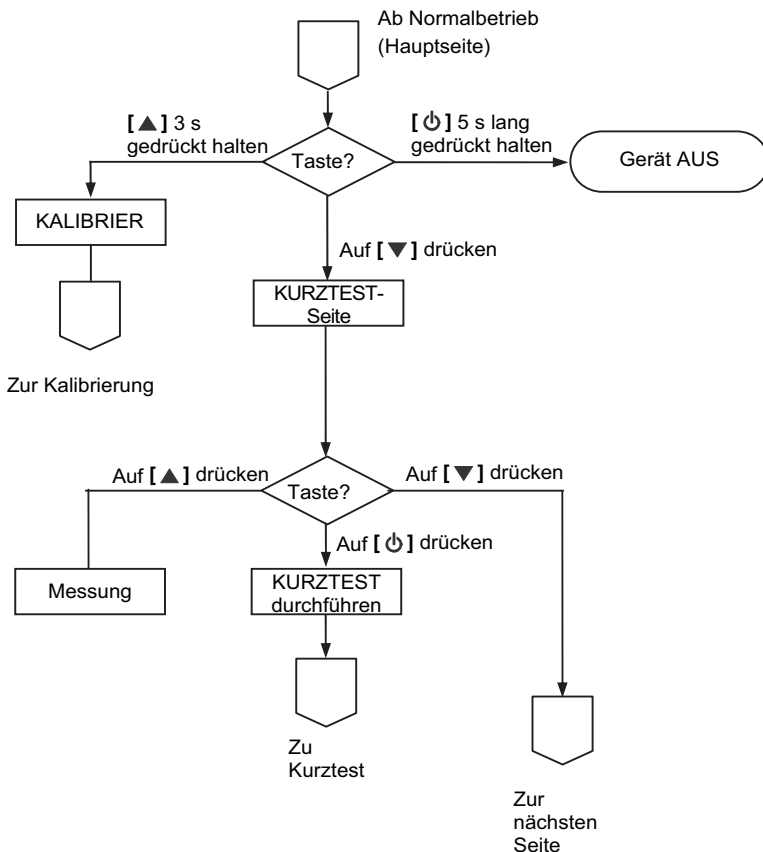 Ab Normalbetrieb
(Hauptseite)
[▲] 3 s
gedrückt halten
Taste?
[⏻] 5 s lang
gedrückt halten
Gerät AUS
KALIBRIER
Zur Kalibrierung
Auf [▼] drücken
KURZTEST-
Seite
Auf [▲] drücken
Taste?
Auf [▼] drücken
Auf [⏻] drücken
Messung
KURZTEST
durchführen
Zu
Kurztest
Zur
nächsten
Seite